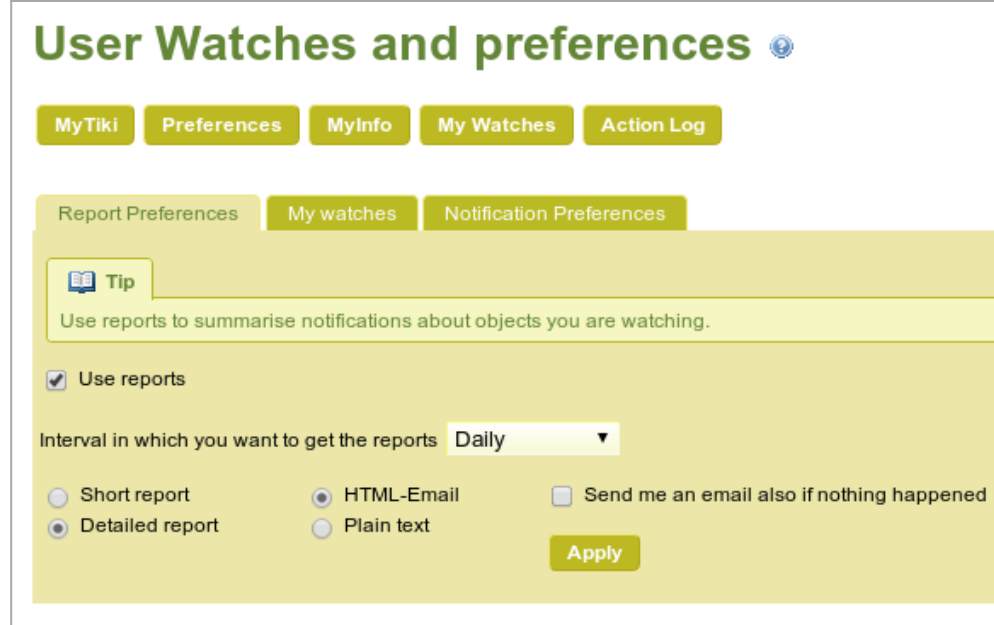 User Watches and preferences
MyTiki Preferences MyInfo My Watches Action Log
Report Preferences My watches Notification Preferences
Tip
Use reports to summarise notifications about objects you are watching.
Use reports
Interval in which you want to get the reports Daily
Short report HTML-Email Send me an email also if nothing happened
Detailed report Plain text
Apply